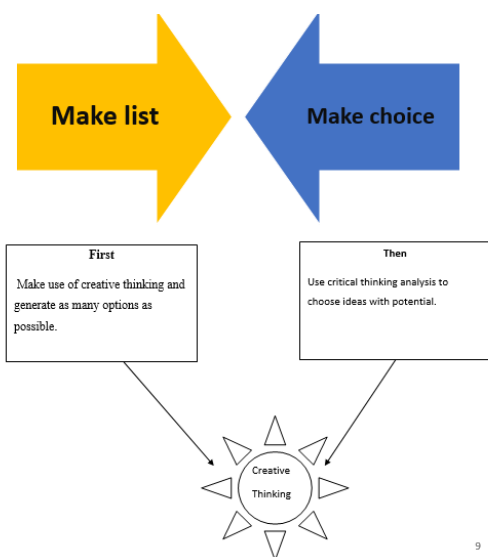 Make list
Make choice
First
Make use of creative thinking and
generate as many options as
possible.
Then
Use critical thinking analysis to
choose ideas with potential.
Creative
Thinking
9